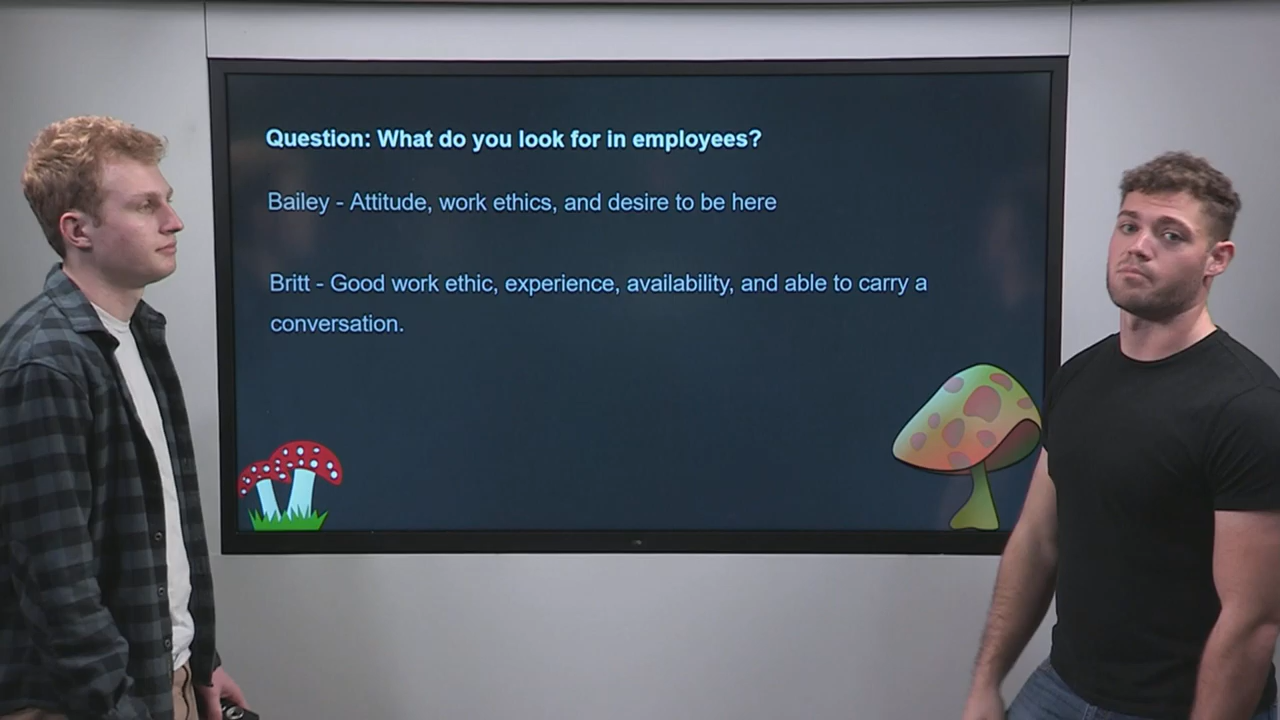 Question: What do you look for in employees?
Bailey - Attitude, work ethics, and desire to be here
Britt - Good work ethic, experience, availability, and able to carry a
conversation.